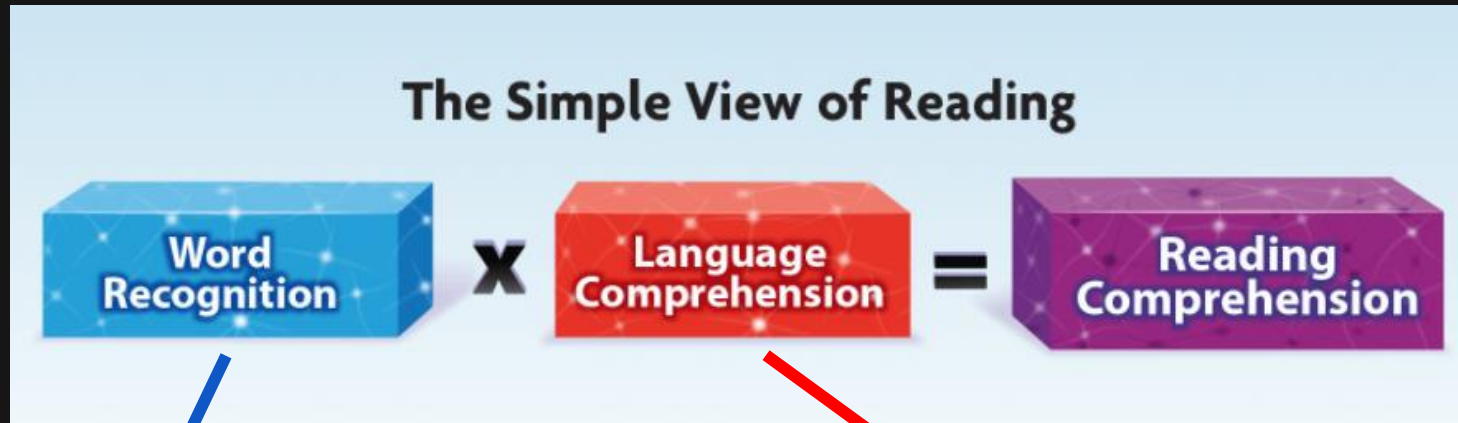 The Simple View of Reading
Word
Recognition
x
Language
Comprehension
=
Reading
Comprehension